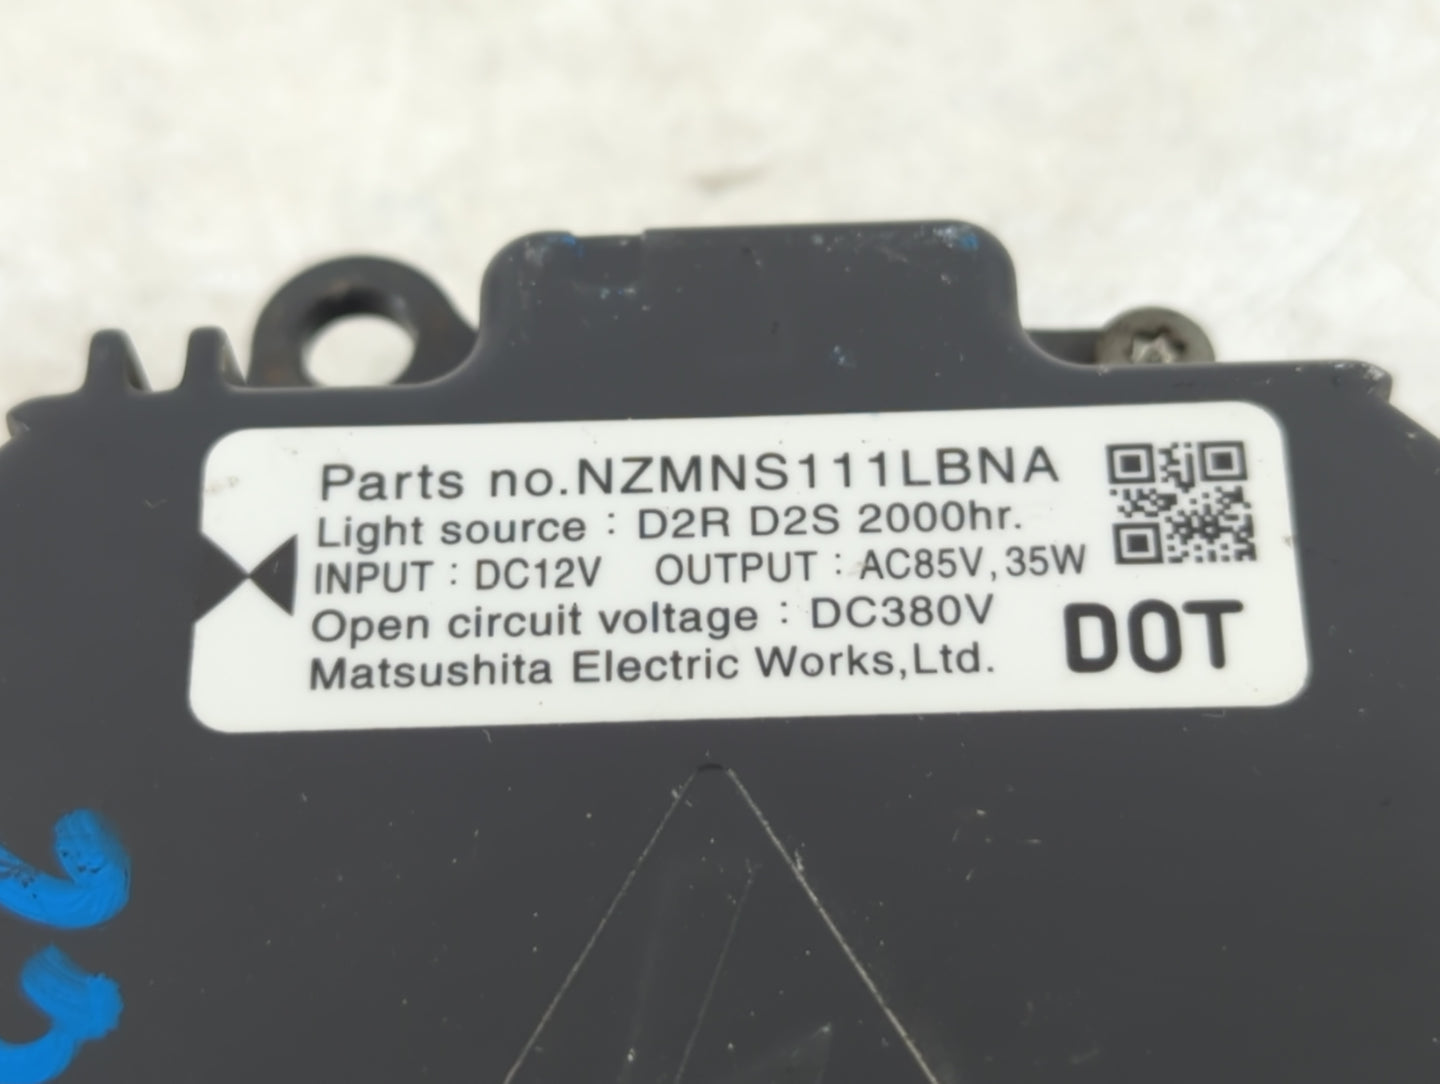 Parts no.NZMNS111LBNA
Light source : D2R D2S 2000hr.
INPUT : DC12V OUTPUT : AC85V, 35W
Open circuit voltage : DC380V
Matsushita Electric Works,Ltd.
DOT